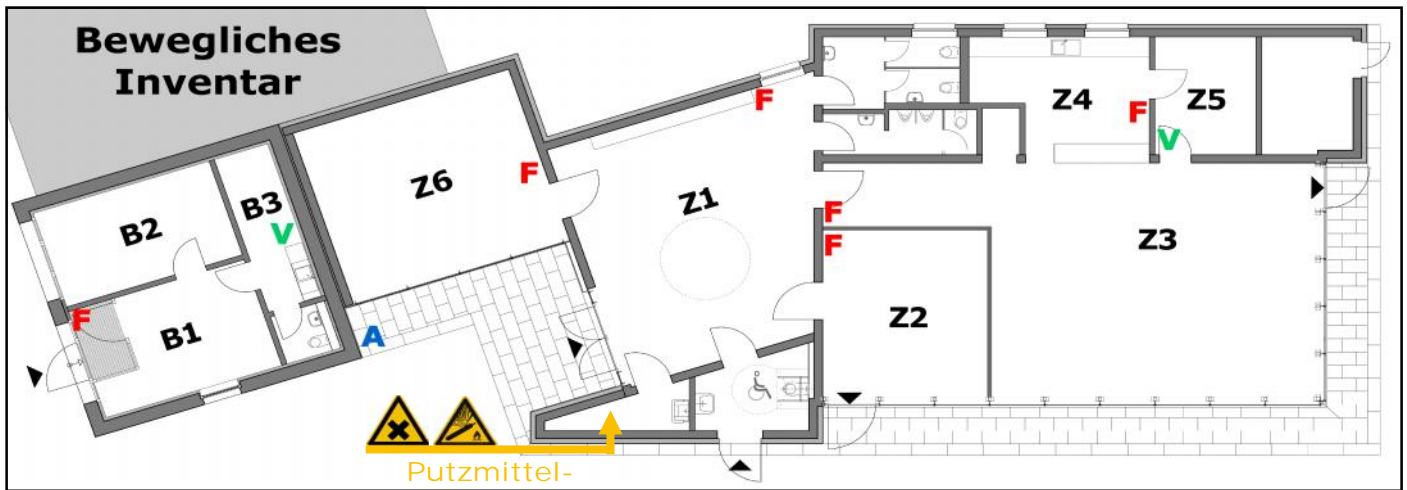 Bewegliches
Inventar
F
Z4
F
Z5
V
Z6
F
B3
V
B2
Z1
F
F
Z3
F
B1
A
Z2
Putzmittel-